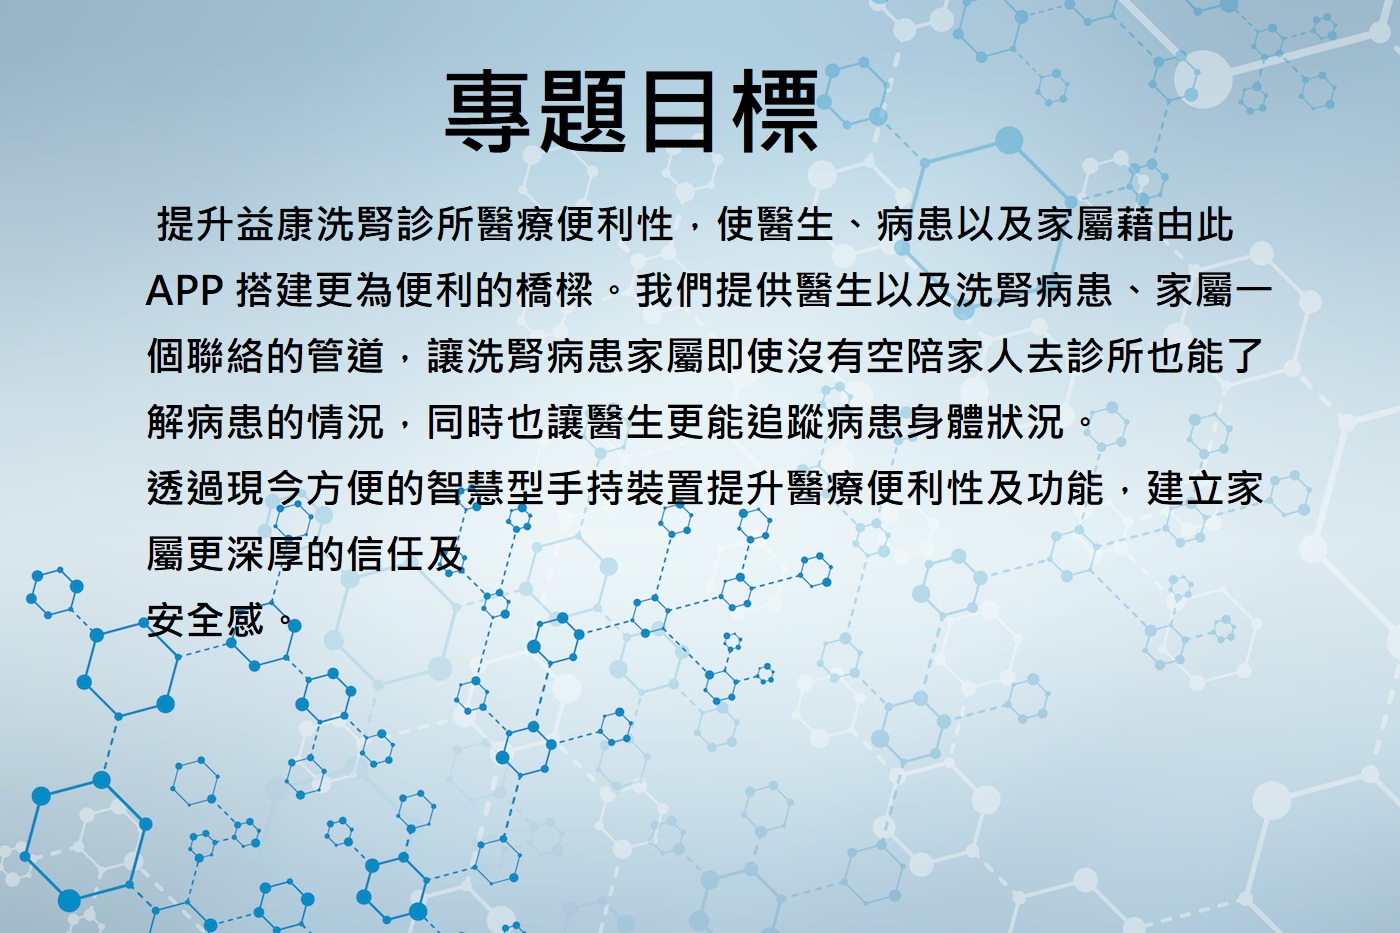 專題目標
提升益康洗腎診所醫療便利性，使醫生、病患以及家屬藉由此
APP 搭建更為便利的橋樑。我們提供醫生以及洗腎病患、家屬一
個聯絡的管道，讓洗腎病患家屬即使沒有空陪家人去診所也能了
解病患的情況，同時也讓醫生更能追蹤病患身體狀況。
透過現今方便的智慧型手持裝置提升醫療便利性及功能，建立家
屬更深厚的信任及
安全感。